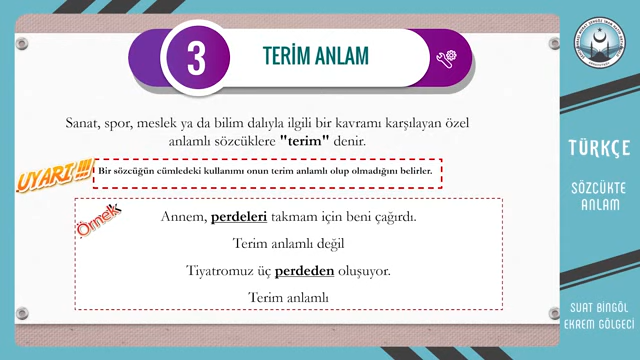 3
TERİM ANLAM
Sanat, spor, meslek ya da bilim dalıyla ilgili bir kavramı karşılayan özel
anlamlı sözcüklere "terim" denir.
UYARI !!!
Bir sözcüğün cümledeki kullanımı onun terim anlamlı olup olmadığını belirler.
Örnek
Annem, perdeleri takmam için beni çağırdı.
Terim anlamlı değil
Tiyatromuz üç perdeden oluşuyor.
Terim anlamlı
TÜRKÇE
SÖZCÜKTE
ANLAM
SUAT BİNGÖL
EKREM GÖLGECİ